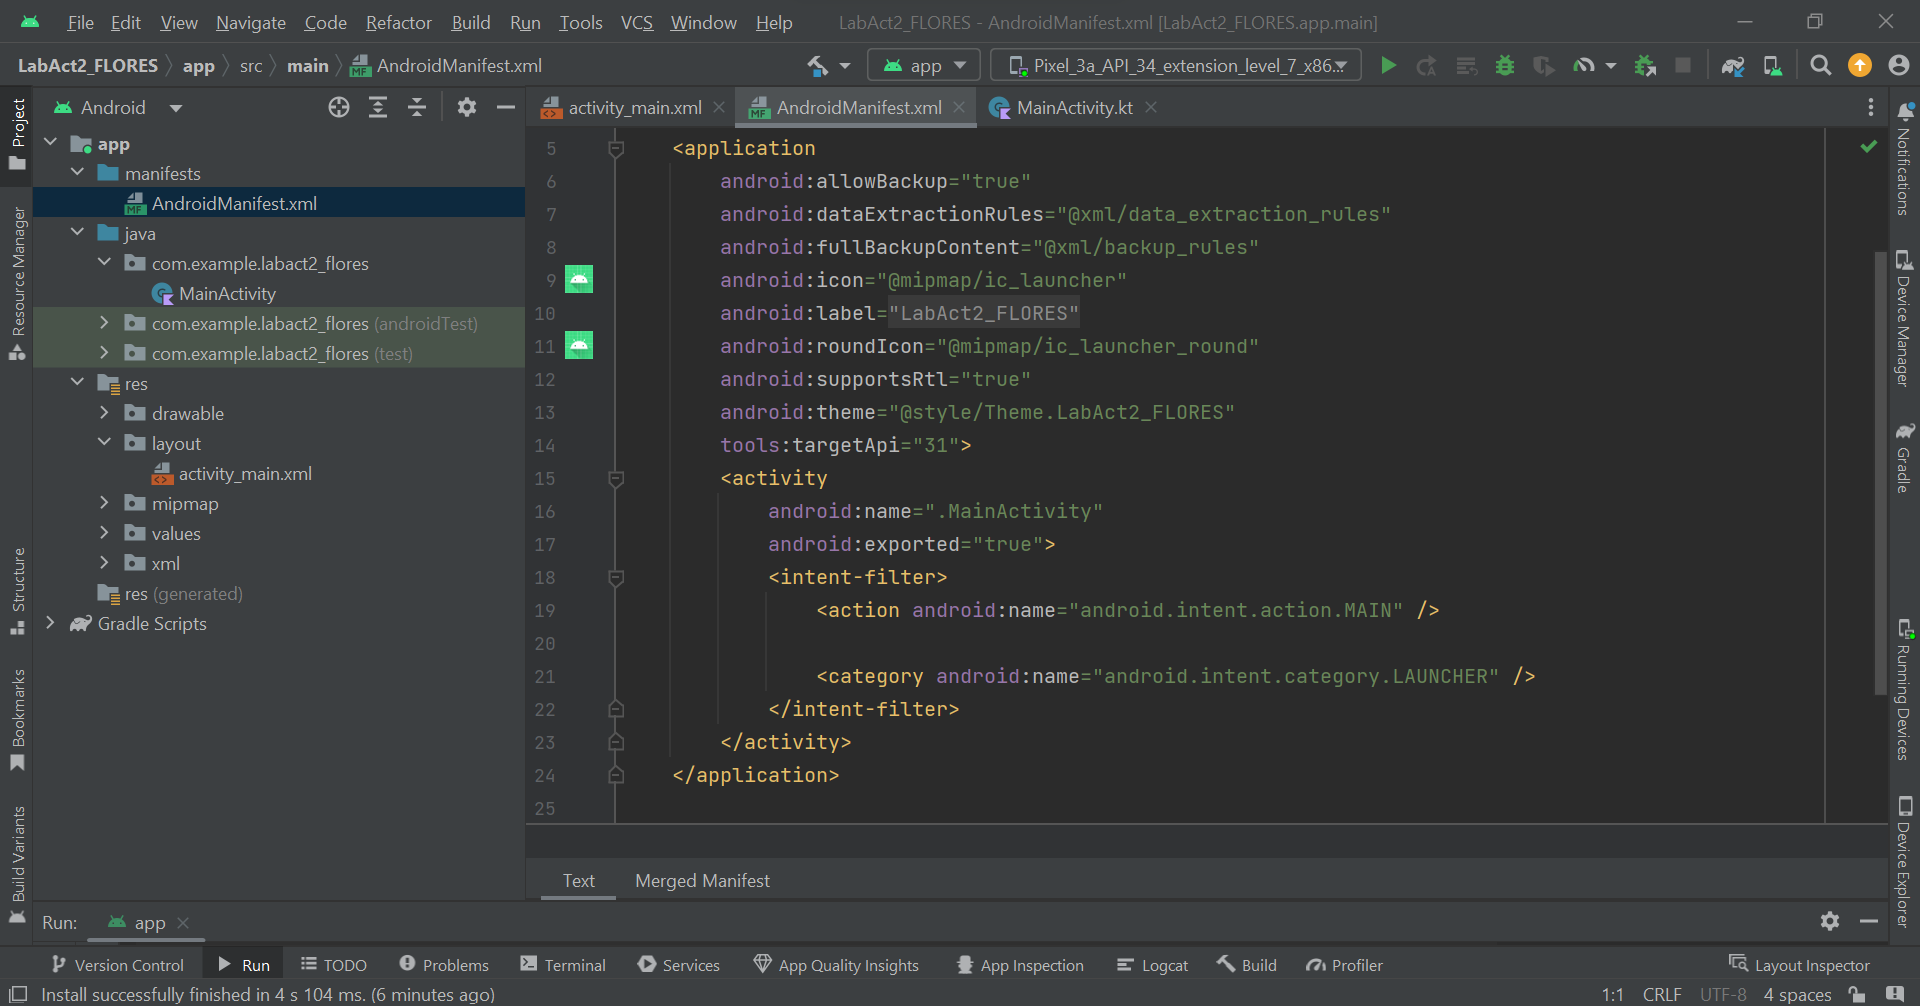 File Edit View Navigate Code Refactor Build Run Tools VCS Window Help LabAct2_FLORES - AndroidManifest.xml [LabAct2_FLORES.app.main]
LabAct2_FLORES app src main AndroidManifest.xml app Pixel_3a_API_34_extension_level_7_x86...
Android
activity_main.xml AndroidManifest.xml MainActivity.kt
Project
Resource Manager
Structure
Bookmarks
Build Variants
app
manifests
AndroidManifest.xml
java
com.example.labact2_flores
MainActivity
com.example.labact2_flores (androidTest)
com.example.labact2_flores (test)
res
drawable
layout
activity_main.xml
mipmap
values
xml
res (generated)
Gradle Scripts
5 <application
6 android:allowBackup="true"
7 android:dataExtractionRules="@xml/data_extraction_rules"
8 android:fullBackupContent="@xml/backup_rules"
9 android:icon="@mipmap/ic_launcher"
10 android:label="LabAct2_FLORES"
11 android:roundIcon="@mipmap/ic_launcher_round"
12 android:supportsRtl="true"
13 android:theme="@style/Theme.LabAct2_FLORES"
14 tools:targetApi="31">
15 <activity
16 android:name=".MainActivity"
17 android:exported="true">
18 <intent-filter>
19 <action android:name="android.intent.action.MAIN" />
20
21 <category android:name="android.intent.category.LAUNCHER" />
22 </intent-filter>
23 </activity>
24 </application>
25
Notifications
Device Manager
Gradle
Running Devices
Device Explorer
Text Merged Manifest
Run: app
Version Control Run TODO Problems Terminal Services App Quality Insights App Inspection Logcat Build Profiler Layout Inspector
Install successfully finished in 4 s 104 ms. (6 minutes ago) 1:1 CRLF UTF-8 4 spaces